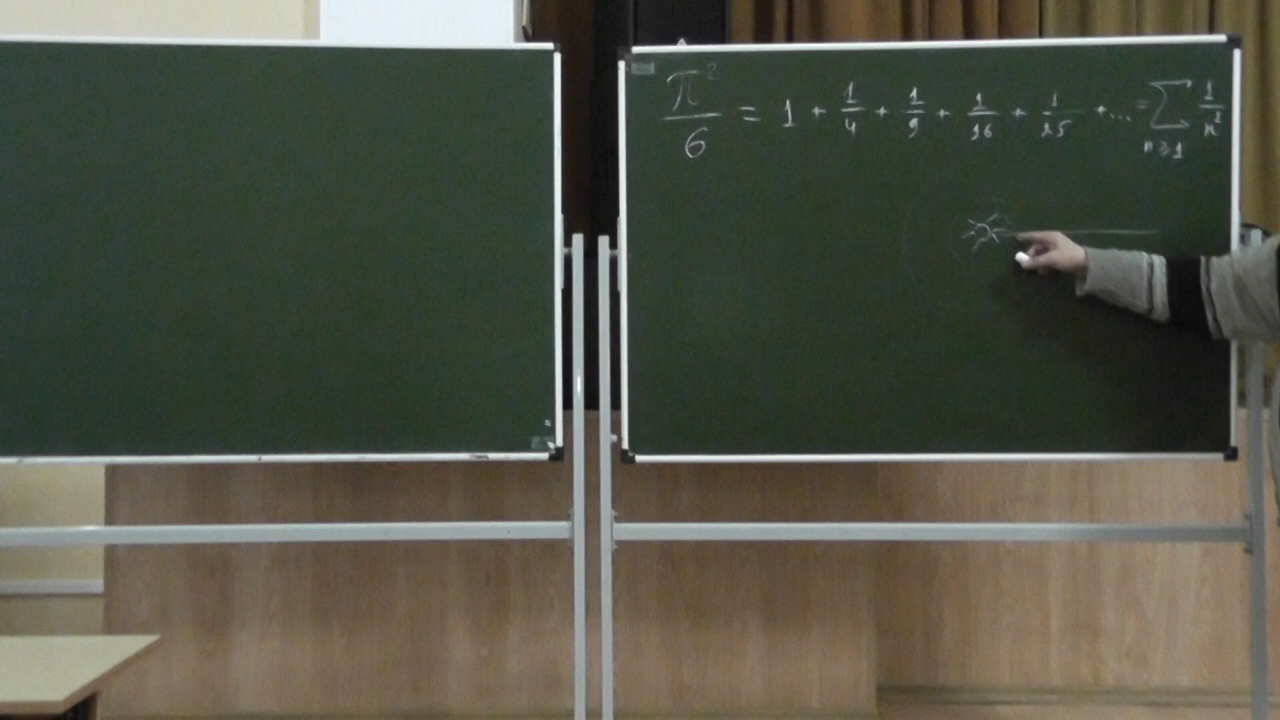 π²/6 = 1 + 1/4 + 1/9 + 1/16 + 1/25 + ... = ∑ n≥1 1/n²